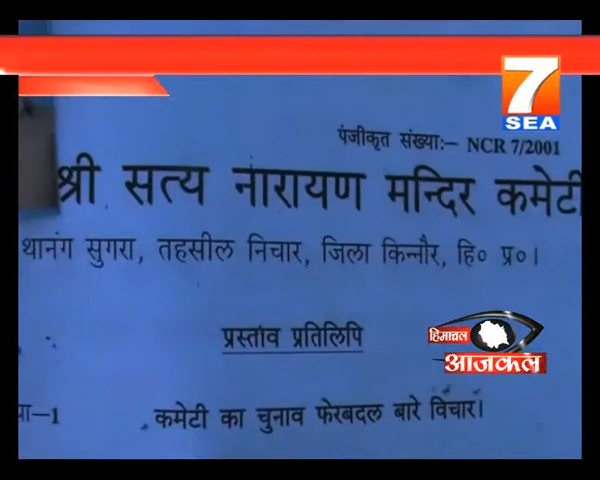 7
SEA
पंजीकृत संख्या:– NCR 7/2001
श्री सत्य नारायण मन्दिर कमेटी
थानंग सुगरा, तहसील निचार, जिला किन्नौर, हि० प्र०।
प्रस्ताव प्रतिलिपि
हिमाचल
आजकल
–1 कमेटी का चुनाव फेरबदल बारे विचार।